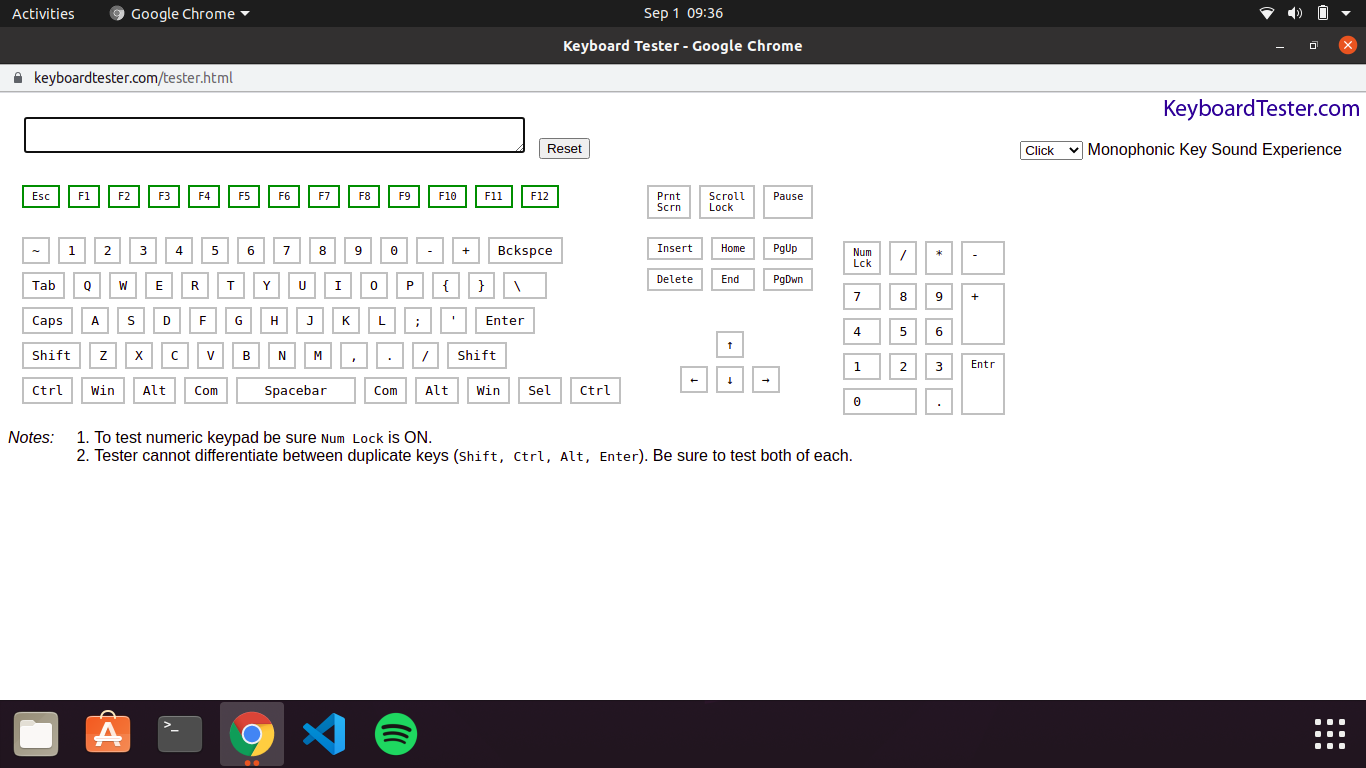 Activities Google Chrome Sep 1 09:36
Keyboard Tester - Google Chrome
keyboardtester.com/tester.html
KeyboardTester.com
Reset Click Monophonic Key Sound Experience
Esc F1 F2 F3 F4 F5 F6 F7 F8 F9 F10 F11 F12 Prnt Scrn Scroll Lock Pause
~ 1 2 3 4 5 6 7 8 9 0 - + Bckspce Insert Home PgUp Num Lck / * -
Tab Q W E R T Y U I O P { } \ Delete End PgDwn 7 8 9 +
Caps A S D F G H J K L ; ' Enter 4 5 6
Shift Z X C V B N M , . / Shift ↑ 1 2 3 Entr
Ctrl Win Alt Com Spacebar Com Alt Win Sel Ctrl ← ↓ → 0 .
Notes: 1. To test numeric keypad be sure Num Lock is ON.
2. Tester cannot differentiate between duplicate keys (Shift, Ctrl, Alt, Enter). Be sure to test both of each.
>_